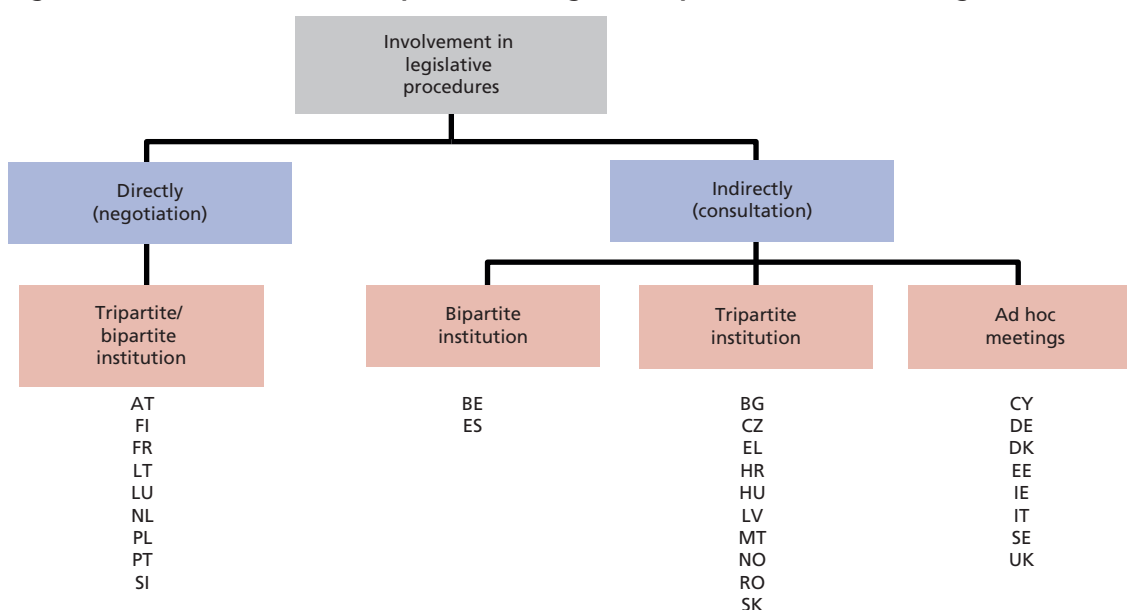 Involvement in
legislative
procedures
Directly
(negotiation)
Indirectly
(consultation)
Tripartite/
bipartite
institution
Bipartite
institution
Tripartite
institution
Ad hoc
meetings
AT
FI
FR
LT
LU
NL
PL
PT
SI
BE
ES
BG
CZ
EL
HR
HU
LV
MT
NO
RO
SK
CY
DE
DK
EE
IE
IT
SE
UK